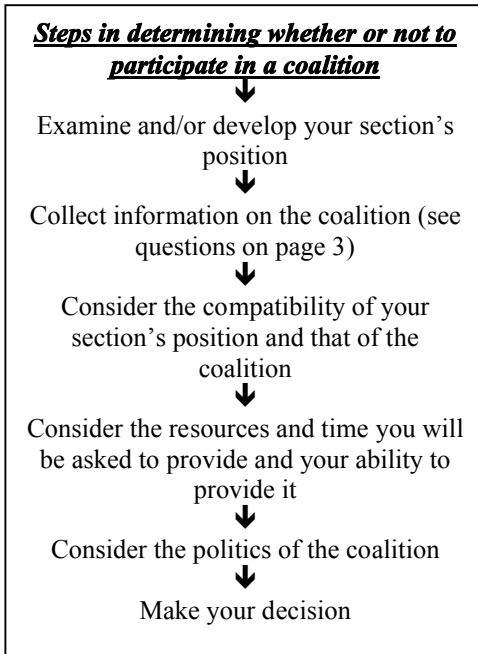 Steps in determining whether or not to
participate in a coalition
Examine and/or develop your section’s
position
Collect information on the coalition (see
questions on page 3)
Consider the compatibility of your
section’s position and that of the
coalition
Consider the resources and time you will
be asked to provide and your ability to
provide it
Consider the politics of the coalition
Make your decision